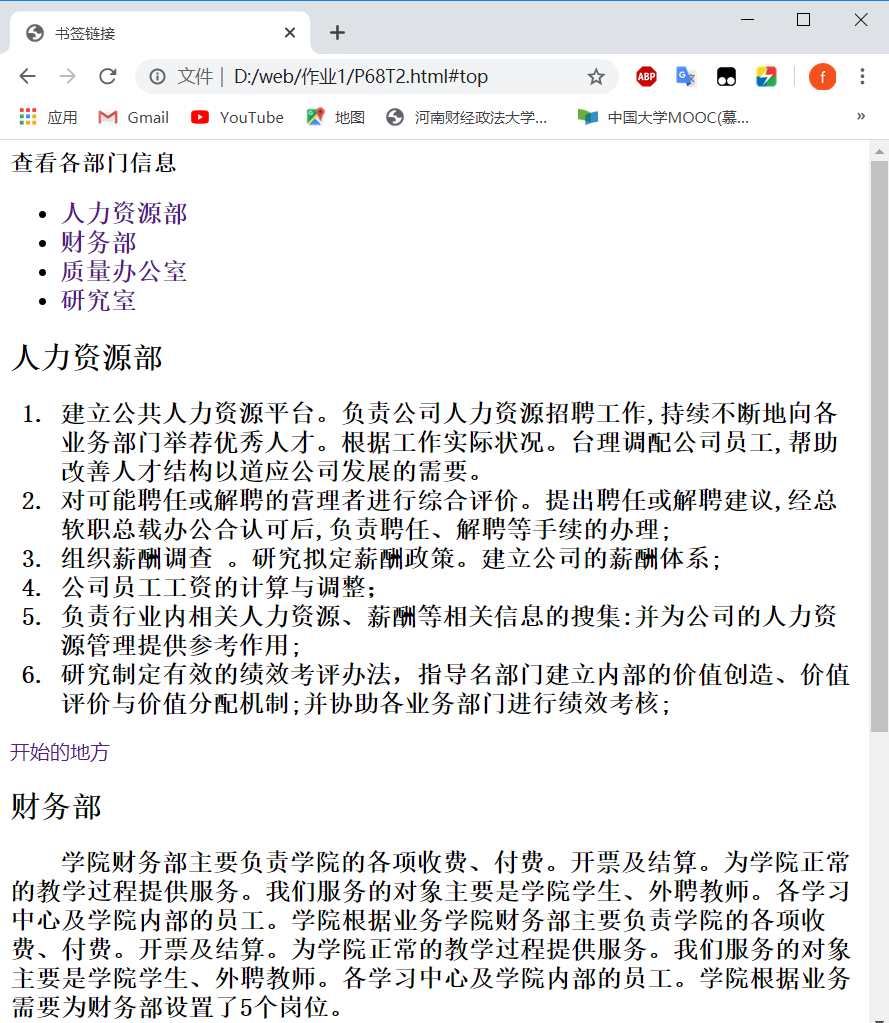 书签链接
文件 | D:/web/作业1/P68T2.html#top
ABP
f
应用 Gmail YouTube 地图 河南财经政法大学... 中国大学MOOC(慕... »
查看各部门信息
人力资源部
财务部
质量办公室
研究室
人力资源部
1. 建立公共人力资源平台。负责公司人力资源招聘工作,持续不断地向各
业务部门举荐优秀人才。根据工作实际状况。台理调配公司员工,帮助
改善人才结构以道应公司发展的需要。
2. 对可能聘任或解聘的营理者进行综合评价。提出聘任或解聘建议,经总
软职总载办公合认可后,负责聘任、解聘等手续的办理;
3. 组织薪酬调查 。研究拟定薪酬政策。建立公司的薪酬体系;
4. 公司员工工资的计算与调整；
5. 负责行业内相关人力资源、薪酬等相关信息的搜集:并为公司的人力资
源管理提供参考作用;
6. 研究制定有效的绩效考评办法，指导名部门建立内部的价值创造、价值
评价与价值分配机制;并协助各业务部门进行绩效考核;
开始的地方
财务部
学院财务部主要负责学院的各项收费、付费。开票及结算。为学院正常
的教学过程提供服务。我们服务的对象主要是学院学生、外聘教师。各学习
中心及学院内部的员工。学院根据业务学院财务部主要负责学院的各项收
费、付费。开票及结算。为学院正常的教学过程提供服务。我们服务的对象
主要是学院学生、外聘教师。各学习中心及学院内部的员工。学院根据业务
需要为财务部设置了5个岗位。